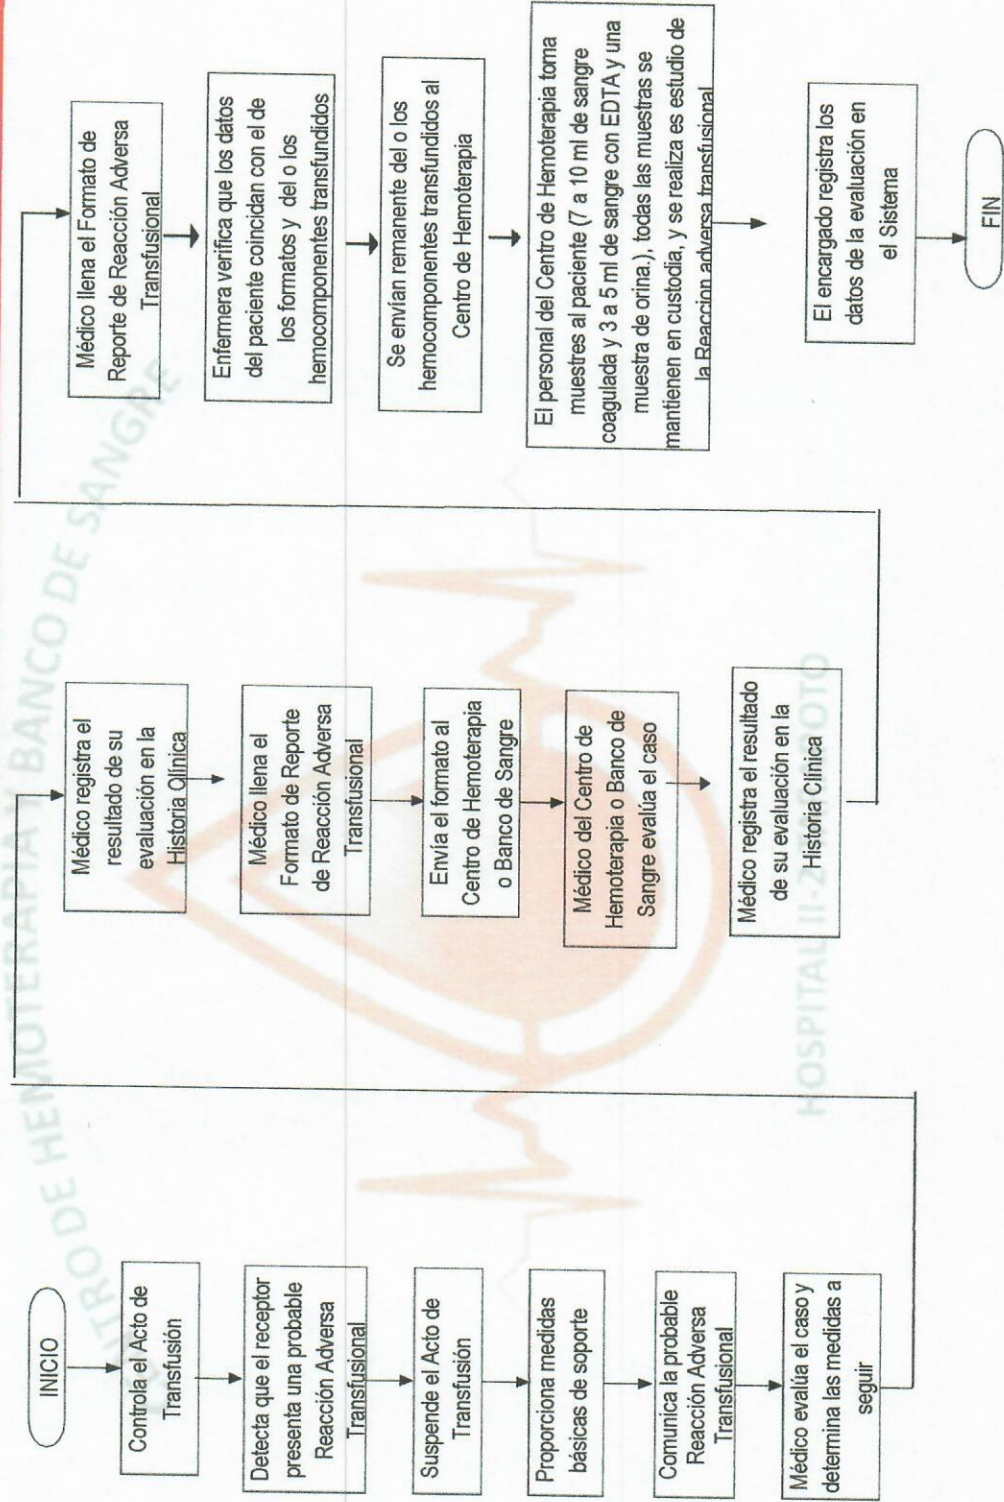 CENTRO DE HEMOTERAPIA Y BANCO DE SANGRE
INICIO
Controla el Acto de
Transfusión
Detecta que el receptor
presenta una probable
Reacción Adversa
Transfusional
Suspende el Acto de
Transfusión
Proporciona medidas
básicas de soporte
Comunica la probable
Reacción Adversa
Transfusional
Médico evalúa el caso y
determina las medidas a
seguir
Médico registra el
resultado de su
evaluación en la
Historia Clínica
Médico llena el
Formato de Reporte
de Reacción Adversa
Transfusional
Envía el formato al
Centro de Hemoterapia
o Banco de Sangre
Médico del Centro de
Hemoterapia o Banco de
Sangre evalúa el caso
Médico registra el resultado
de su evaluación en la
Historia Clínica
Médico llena el Formato de
Reporte de Reacción Adversa
Transfusional
Enfermera verifica que los datos
del paciente coincidan con el de
los formatos y del o los
hemocomponentes transfundidos
Se envían remanente del o los
hemocomponentes transfundidos al
Centro de Hemoterapia
El personal del Centro de Hemoterapia toma
muestres al paciente (7 a 10 ml de sangre
coagulada y 3 a 5 ml de sangre con EDTA y una
muestra de orina.), todas las muestras se
mantienen en custodia, y se realiza es estudio de
la Reaccion adversa transfusional
El encargado registra los
datos de la evaluación en
el Sistema
FIN
HOSPITAL II-2 TARAPOTO